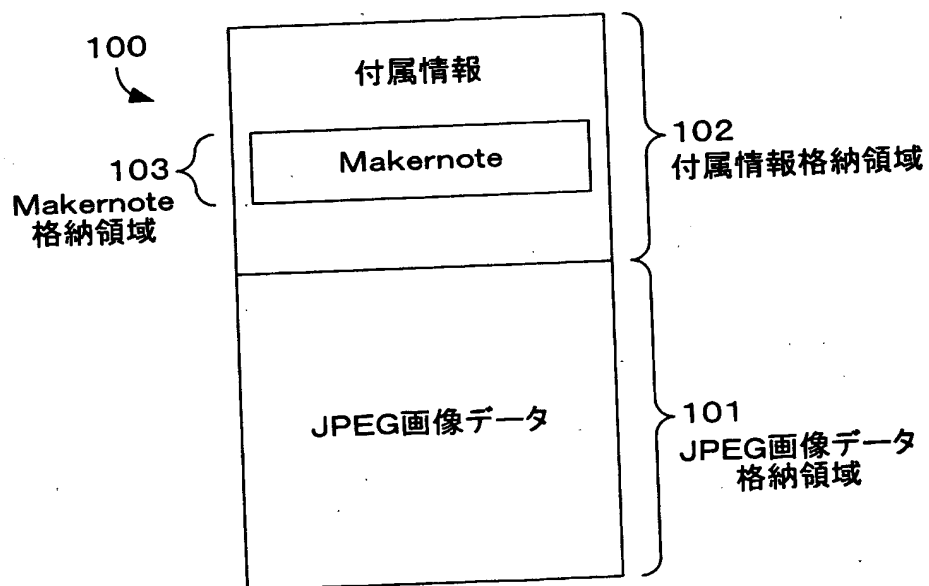 100
付属情報
Makernote
103
Makernote
格納領域
102
付属情報格納領域
JPEG画像データ
101
JPEG画像データ
格納領域